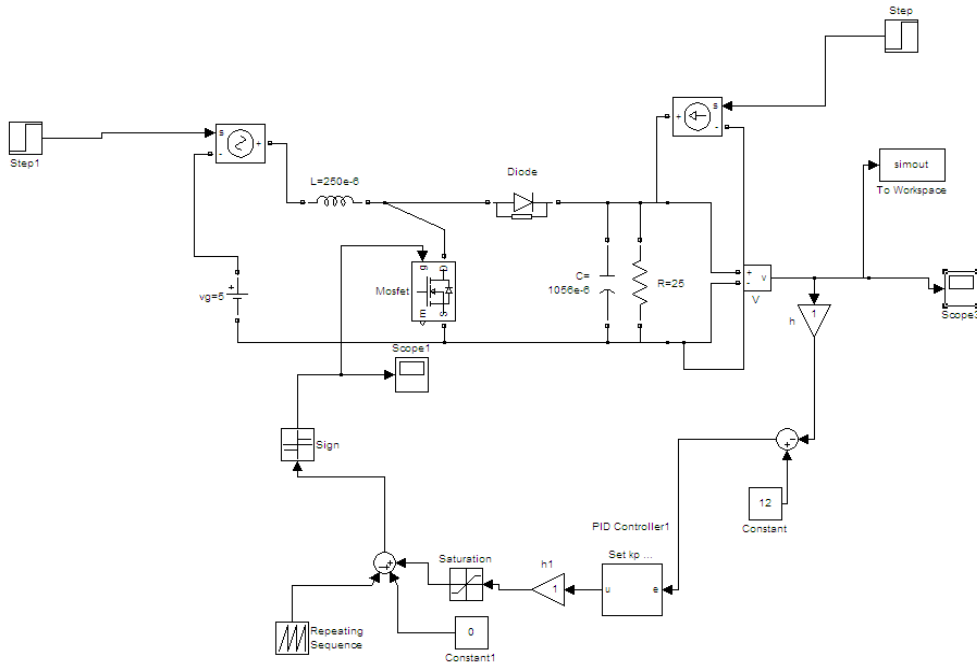 Step
Step1
s
-
+
L=250e-6
Diode
+
s
-
simout
To Workspace
vg=5
+
g
D
Mosfet
m
S
C=
1056e-6
R=25
+
-
v
V
Scope3
h
1
Scope1
Sign
-
+
12
Constant
PID Controller1
Set kp ...
u
e
h1
1
Saturation
-
+
Repeating
Sequence
0
Constant1